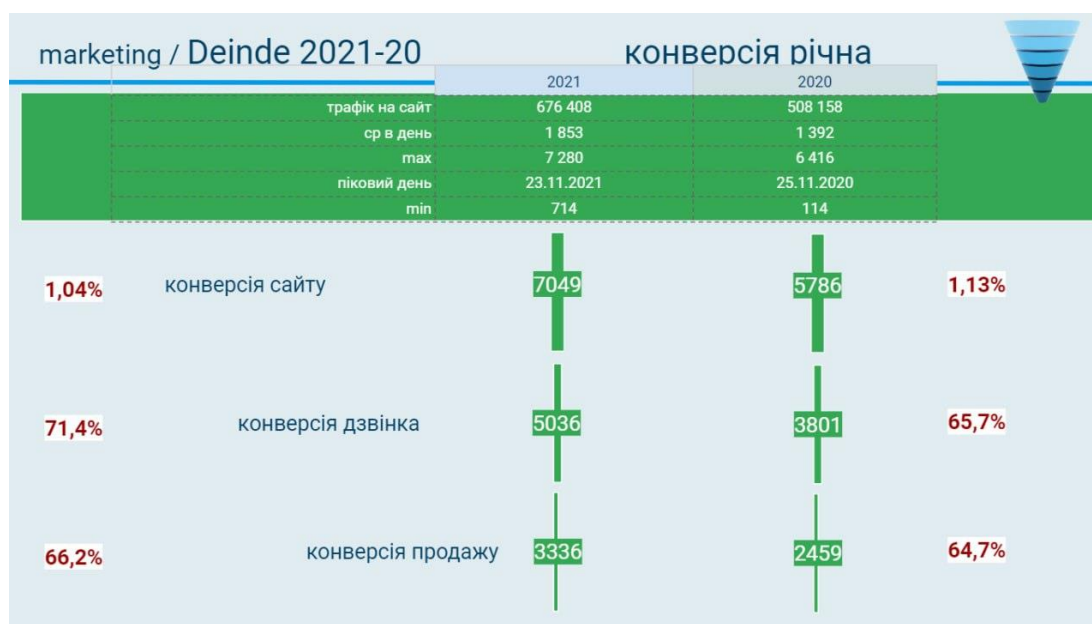 marketing / Deinde 2021-20 конверсія річна
2021 2020
трафік на сайт 676 408 508 158
ср в день 1 853 1 392
max 7 280 6 416
піковий день 23.11.2021 25.11.2020
min 714 114
1,04% конверсія сайту 7049 5786 1,13%
71,4% конверсія дзвінка 5036 3801 65,7%
66,2% конверсія продажу 3336 2459 64,7%